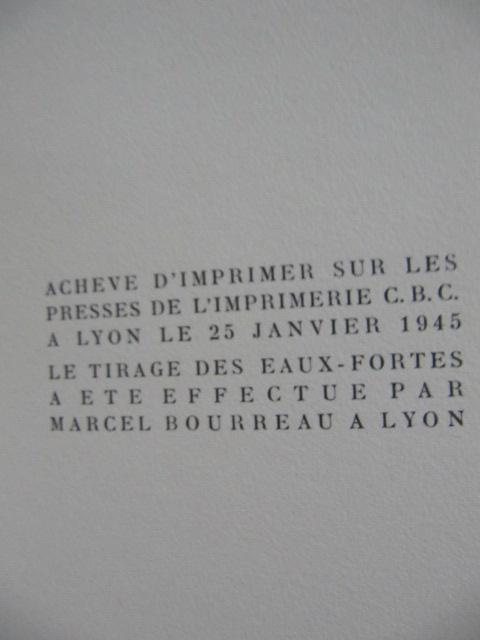 ACHEVE D'IMPRIMER SUR LES
PRESSES DE L'IMPRIMERIE C. B. C.
A LYON LE 25 JANVIER 1945
LE TIRAGE DES EAUX-FORTES
A ETE EFFECTUE PAR
MARCEL BOURREAU A LYON